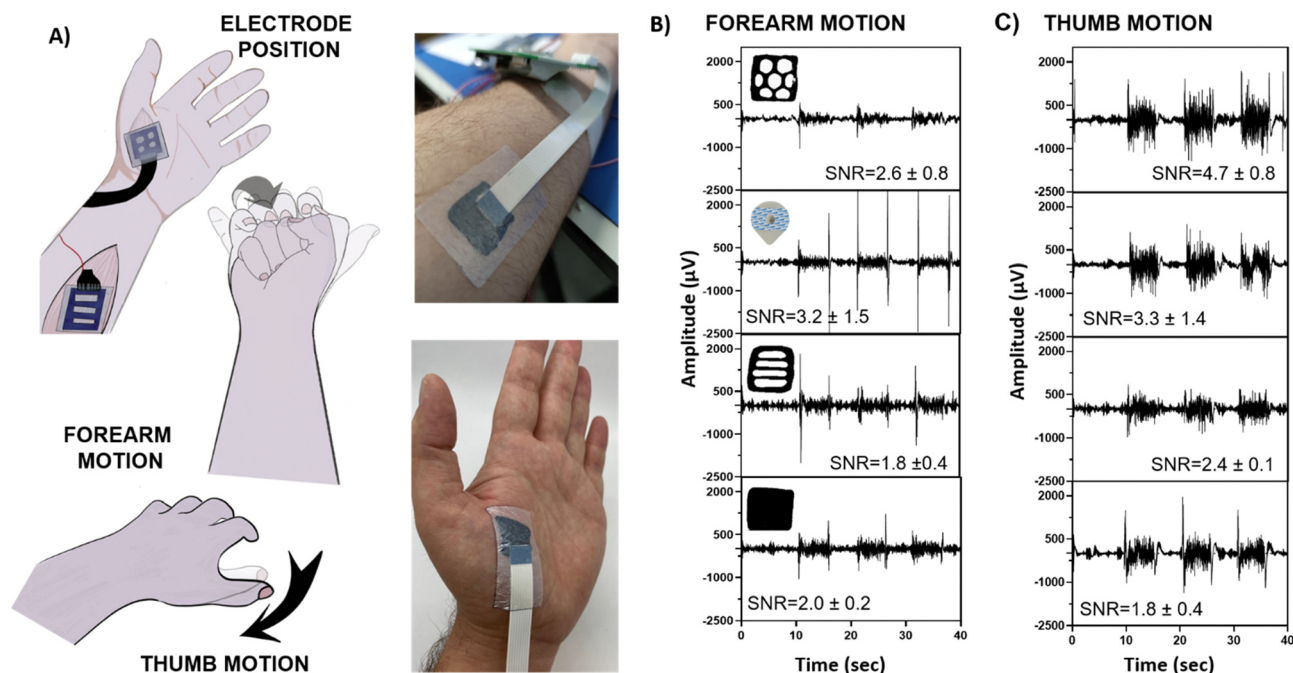 A)
ELECTRODE
POSITION
FOREARM
MOTION
THUMB MOTION
B) FOREARM MOTION
Amplitude (µV)
2000
500
-1000
-2500
SNR=2.6 ± 0.8
2000
500
-1000
-2500
SNR=3.2 ± 1.5
2000
500
-1000
-2500
SNR=1.8 ±0.4
2000
500
-1000
-2500
SNR=2.0 ± 0.2
0 10 20 30 40
Time (sec)
C) THUMB MOTION
Amplitude (µV)
2000
500
-1000
-2500
SNR=4.7 ± 0.8
2000
500
-1000
-2500
SNR=3.3 ± 1.4
2000
500
-1000
-2500
SNR=2.4 ± 0.1
2000
500
-1000
-2500
SNR=1.8 ± 0.4
0 10 20 30 40
Time (sec)